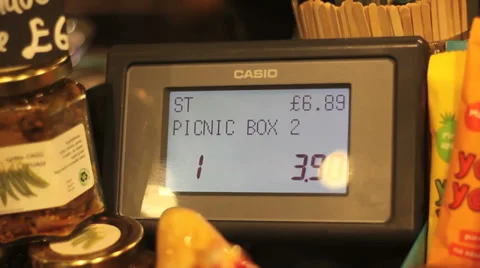 £6
CASIO
ST £6.89
PICNIC BOX 2
1 3.90